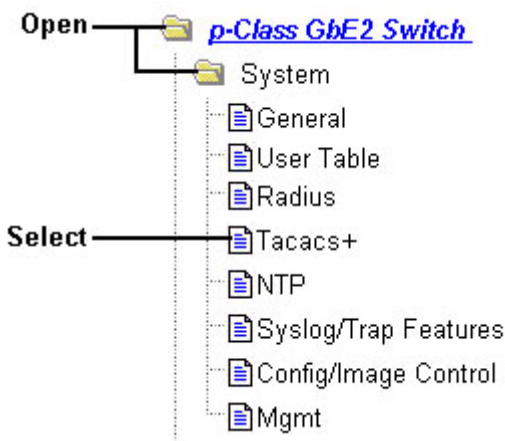 Open p-Class GbE2 Switch
System
General
User Table
Radius
Select Tacacs+
NTP
Syslog/Trap Features
Config/Image Control
Mgmt